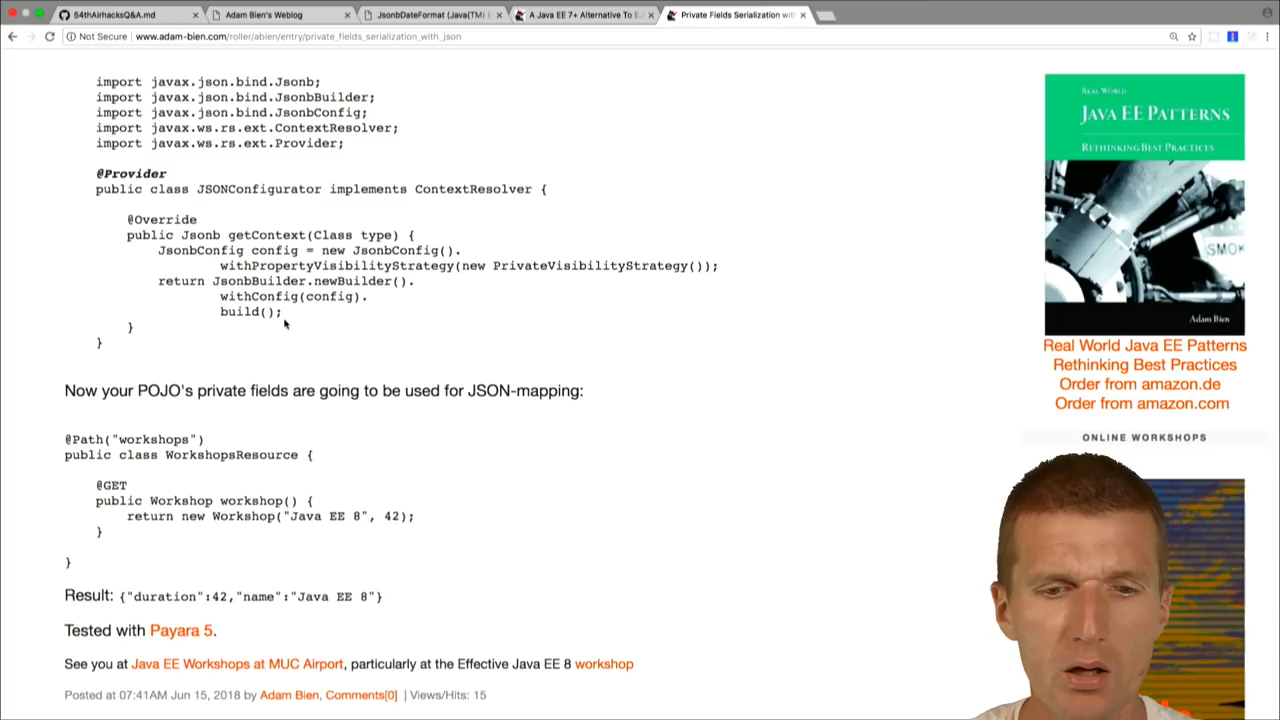 64thAirhacksQ&A.md
Adam Bien's Weblog
JsonbDateFormat (Java(TM)
A Java EE 7+ Alternative To
Private Fields Serialization with
Not Secure
www.adam-bien.com/roller/abien/entry/private_fields_serialization_with_json
import javax.json.bind.Jsonb;
import javax.json.bind.JsonbBuilder;
import javax.json.bind.JsonbConfig;
import javax.ws.rs.ext.ContextResolver;
import javax.ws.rs.ext.Provider;
@Provider
public class JSONConfigurator implements ContextResolver {
@Override
public Jsonb getContext(Class type) {
JsonbConfig config = new JsonbConfig().
withPropertyVisibilityStrategy(new PrivateVisibilityStrategy());
return JsonbBuilder.newBuilder().
withConfig(config).
build();
}
}
Now your POJO's private fields are going to be used for JSON-mapping:
@Path("workshops")
public class WorkshopsResource {
@GET
public Workshop workshop() {
return new Workshop("Java EE 8", 42);
}
}
Result: {"duration":42,"name":"Java EE 8"}
Tested with Payara 5.
See you at Java EE Workshops at MUC Airport, particularly at the Effective Java EE 8 workshop
Posted at 07:41AM Jun 15, 2018 by Adam Bien, Comments[0] | Views/Hits: 15
REAL WORLD
JAVA EE PATTERNS
RETHINKING BEST PRACTICES
SMOK
Adam Bien
Real World Java EE Patterns
Rethinking Best Practices
Order from amazon.de
Order from amazon.com
ONLINE WORKSHOPS